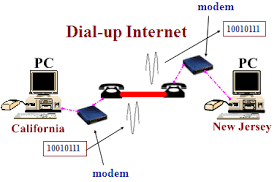 Dial-up Internet
modem
10010111
PC
PC
California
New Jersey
10010111
modem